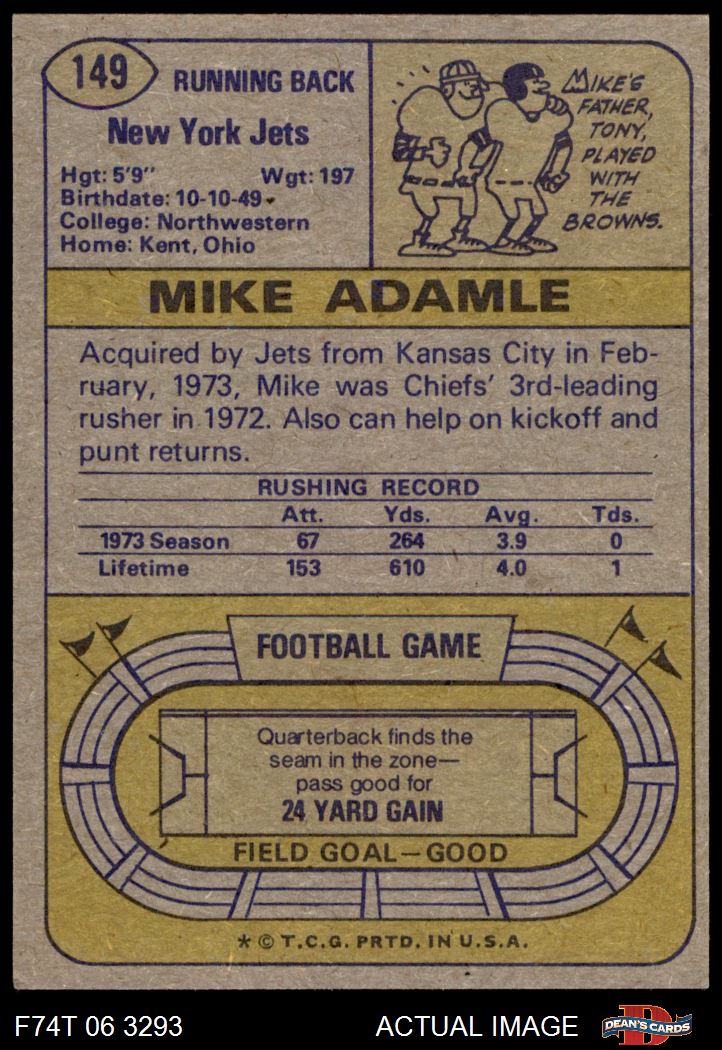 149
RUNNING BACK
New York Jets
Hgt: 5'9" Wgt: 197
Birthdate: 10-10-49
College: Northwestern
Home: Kent, Ohio
MIKE'S
FATHER,
TONY,
PLAYED
WITH
THE
BROWNS.
MIKE ADAMLE
Acquired by Jets from Kansas City in Feb-
ruary, 1973, Mike was Chiefs' 3rd-leading
rusher in 1972. Also can help on kickoff and
punt returns.
RUSHING RECORD
Att. Yds. Avg. Tds.
1973 Season 67 264 3.9 0
Lifetime 153 610 4.0 1
FOOTBALL GAME
Quarterback finds the
seam in the zone—
pass good for
24 YARD GAIN
FIELD GOAL—GOOD
* © T.C.G. PRTD. IN U.S.A.
F74T 06 3293 ACTUAL IMAGE
D
DEAN'S CARDS